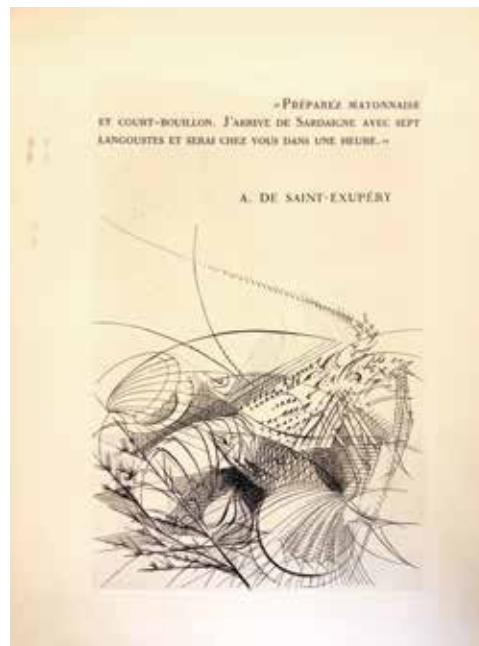 «PRÉPAREZ MAYONNAISE
ET COURT-BOUILLON. J'ARRIVE DE SARDAIGNE AVEC SEPT
LANGOUSTES ET SERAI CHEZ VOUS DANS UNE HEURE.»
A. DE SAINT-EXUPÉRY